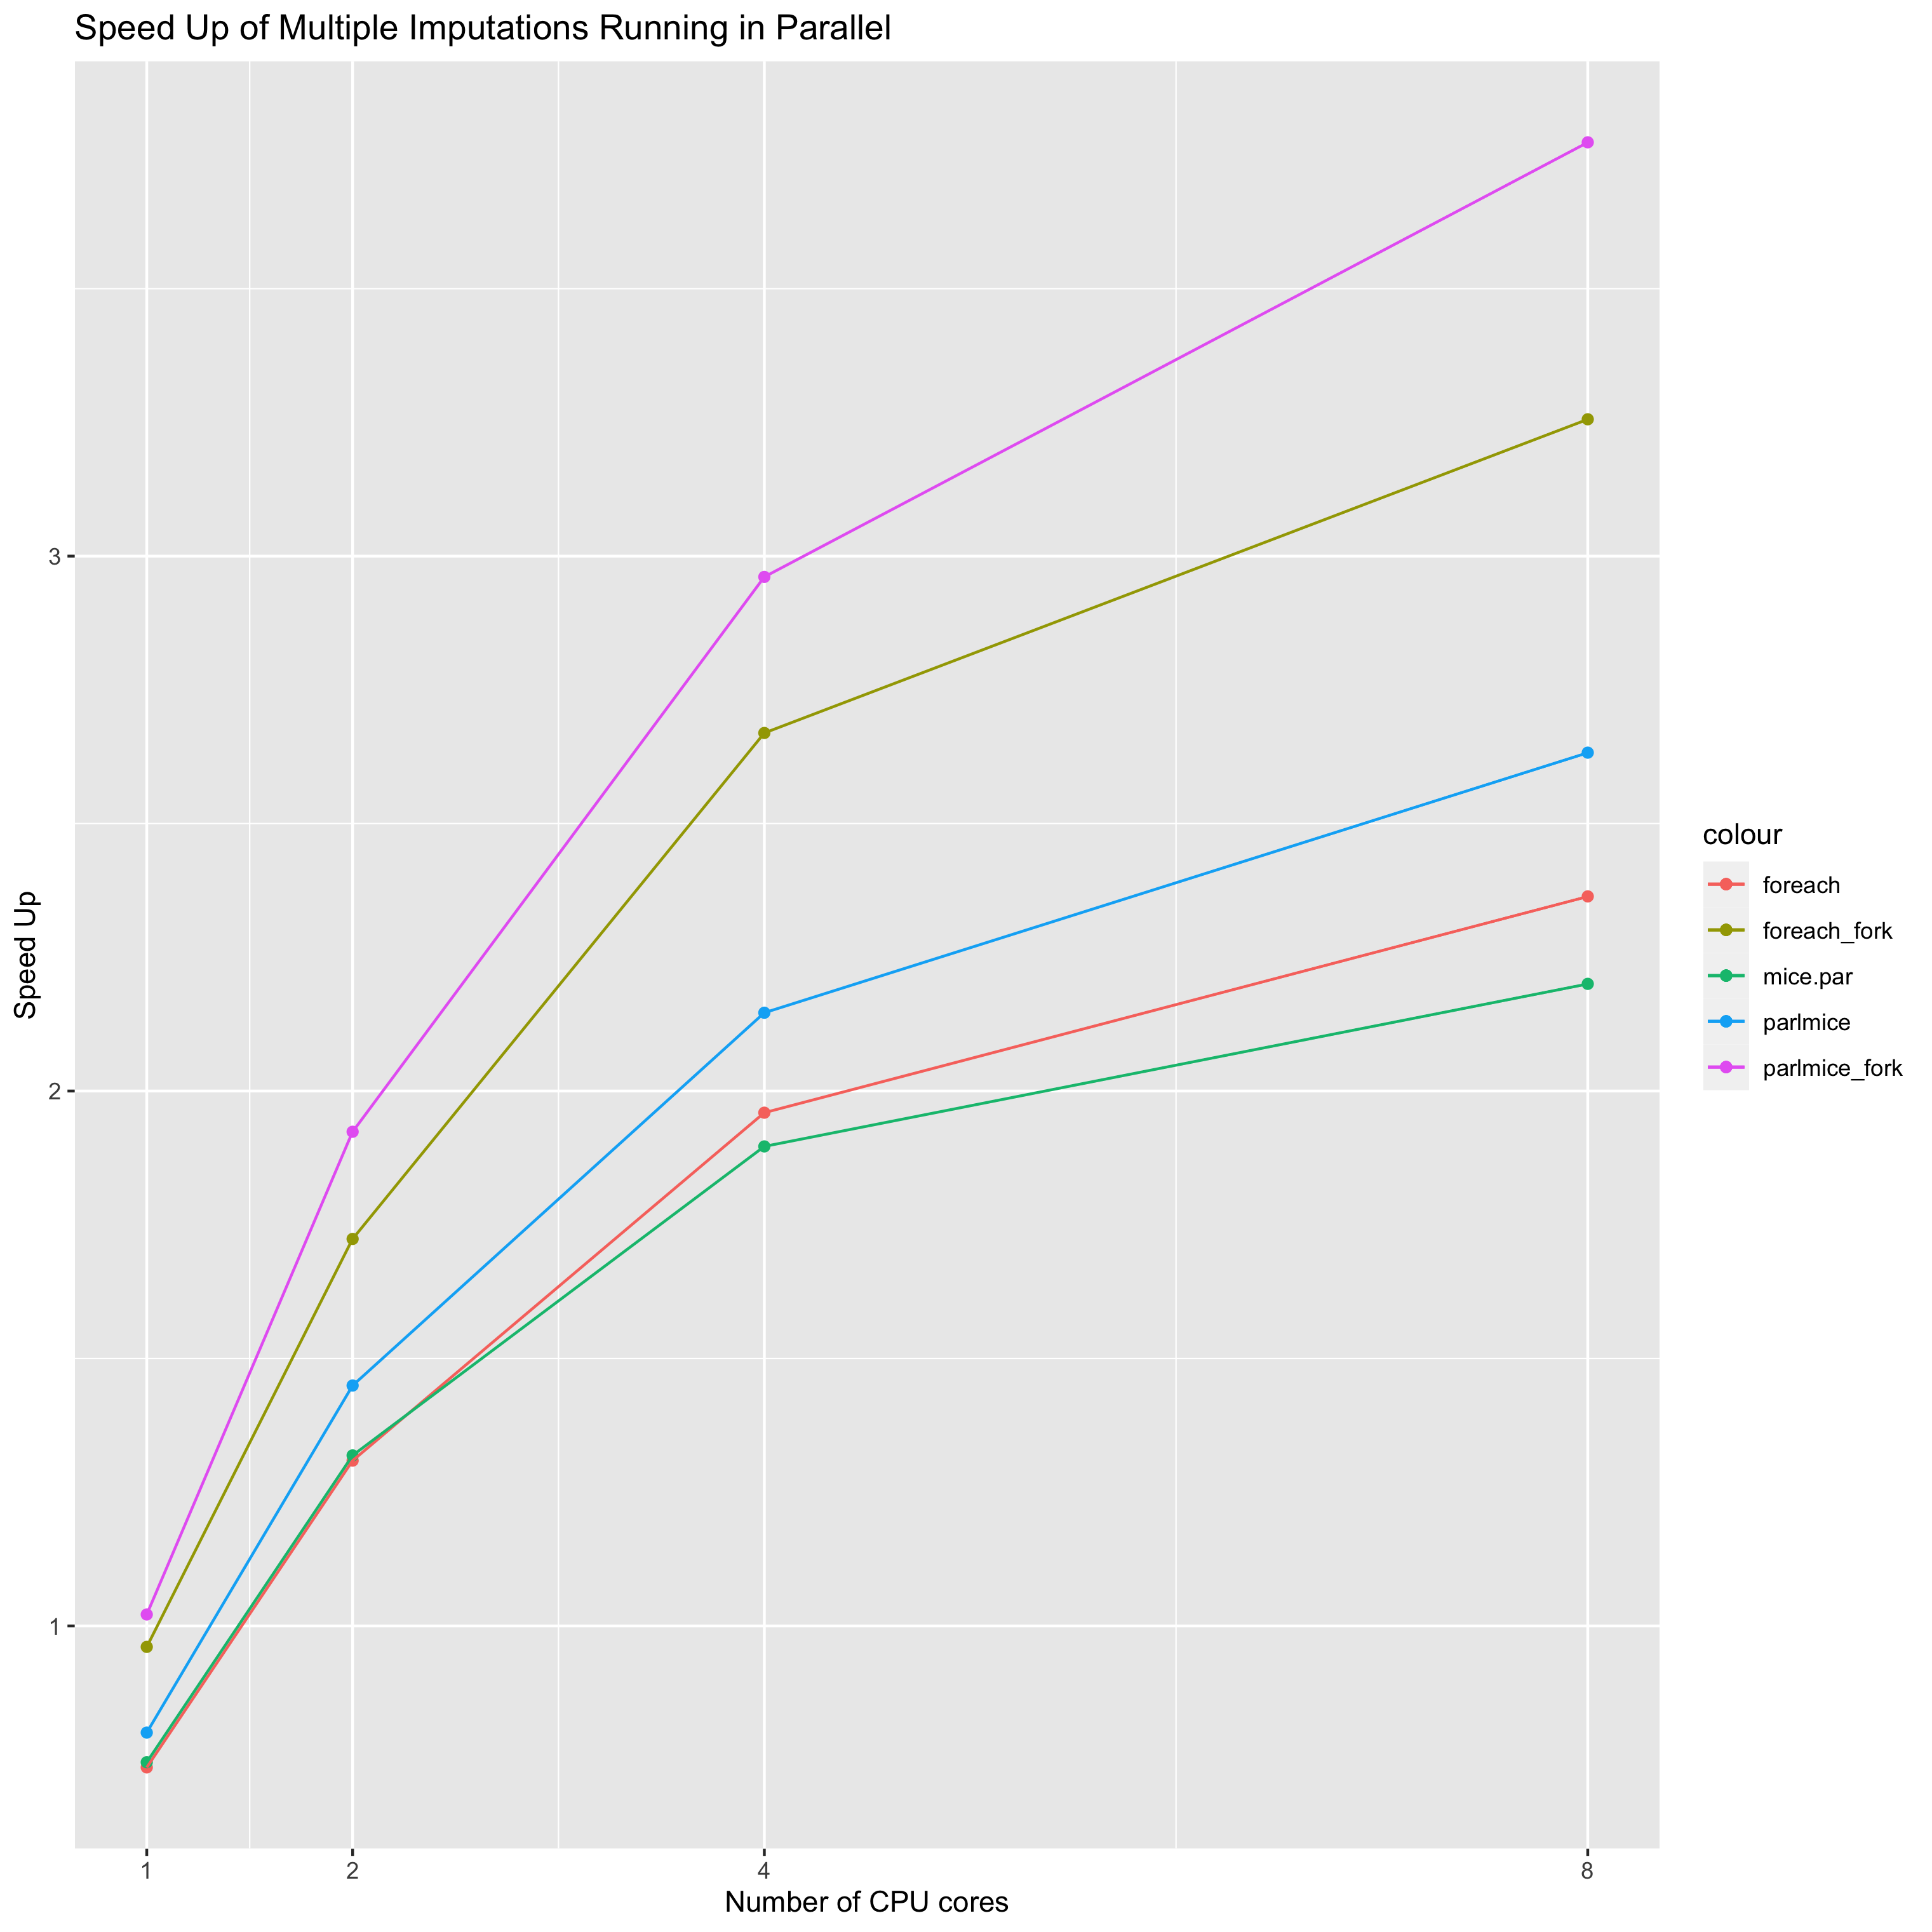 Speed Up of Multiple Imputations Running in Parallel
Speed Up
3
2
1
1 2 4 8
Number of CPU cores
colour
foreach
foreach_fork
mice.par
parlmice
parlmice_fork